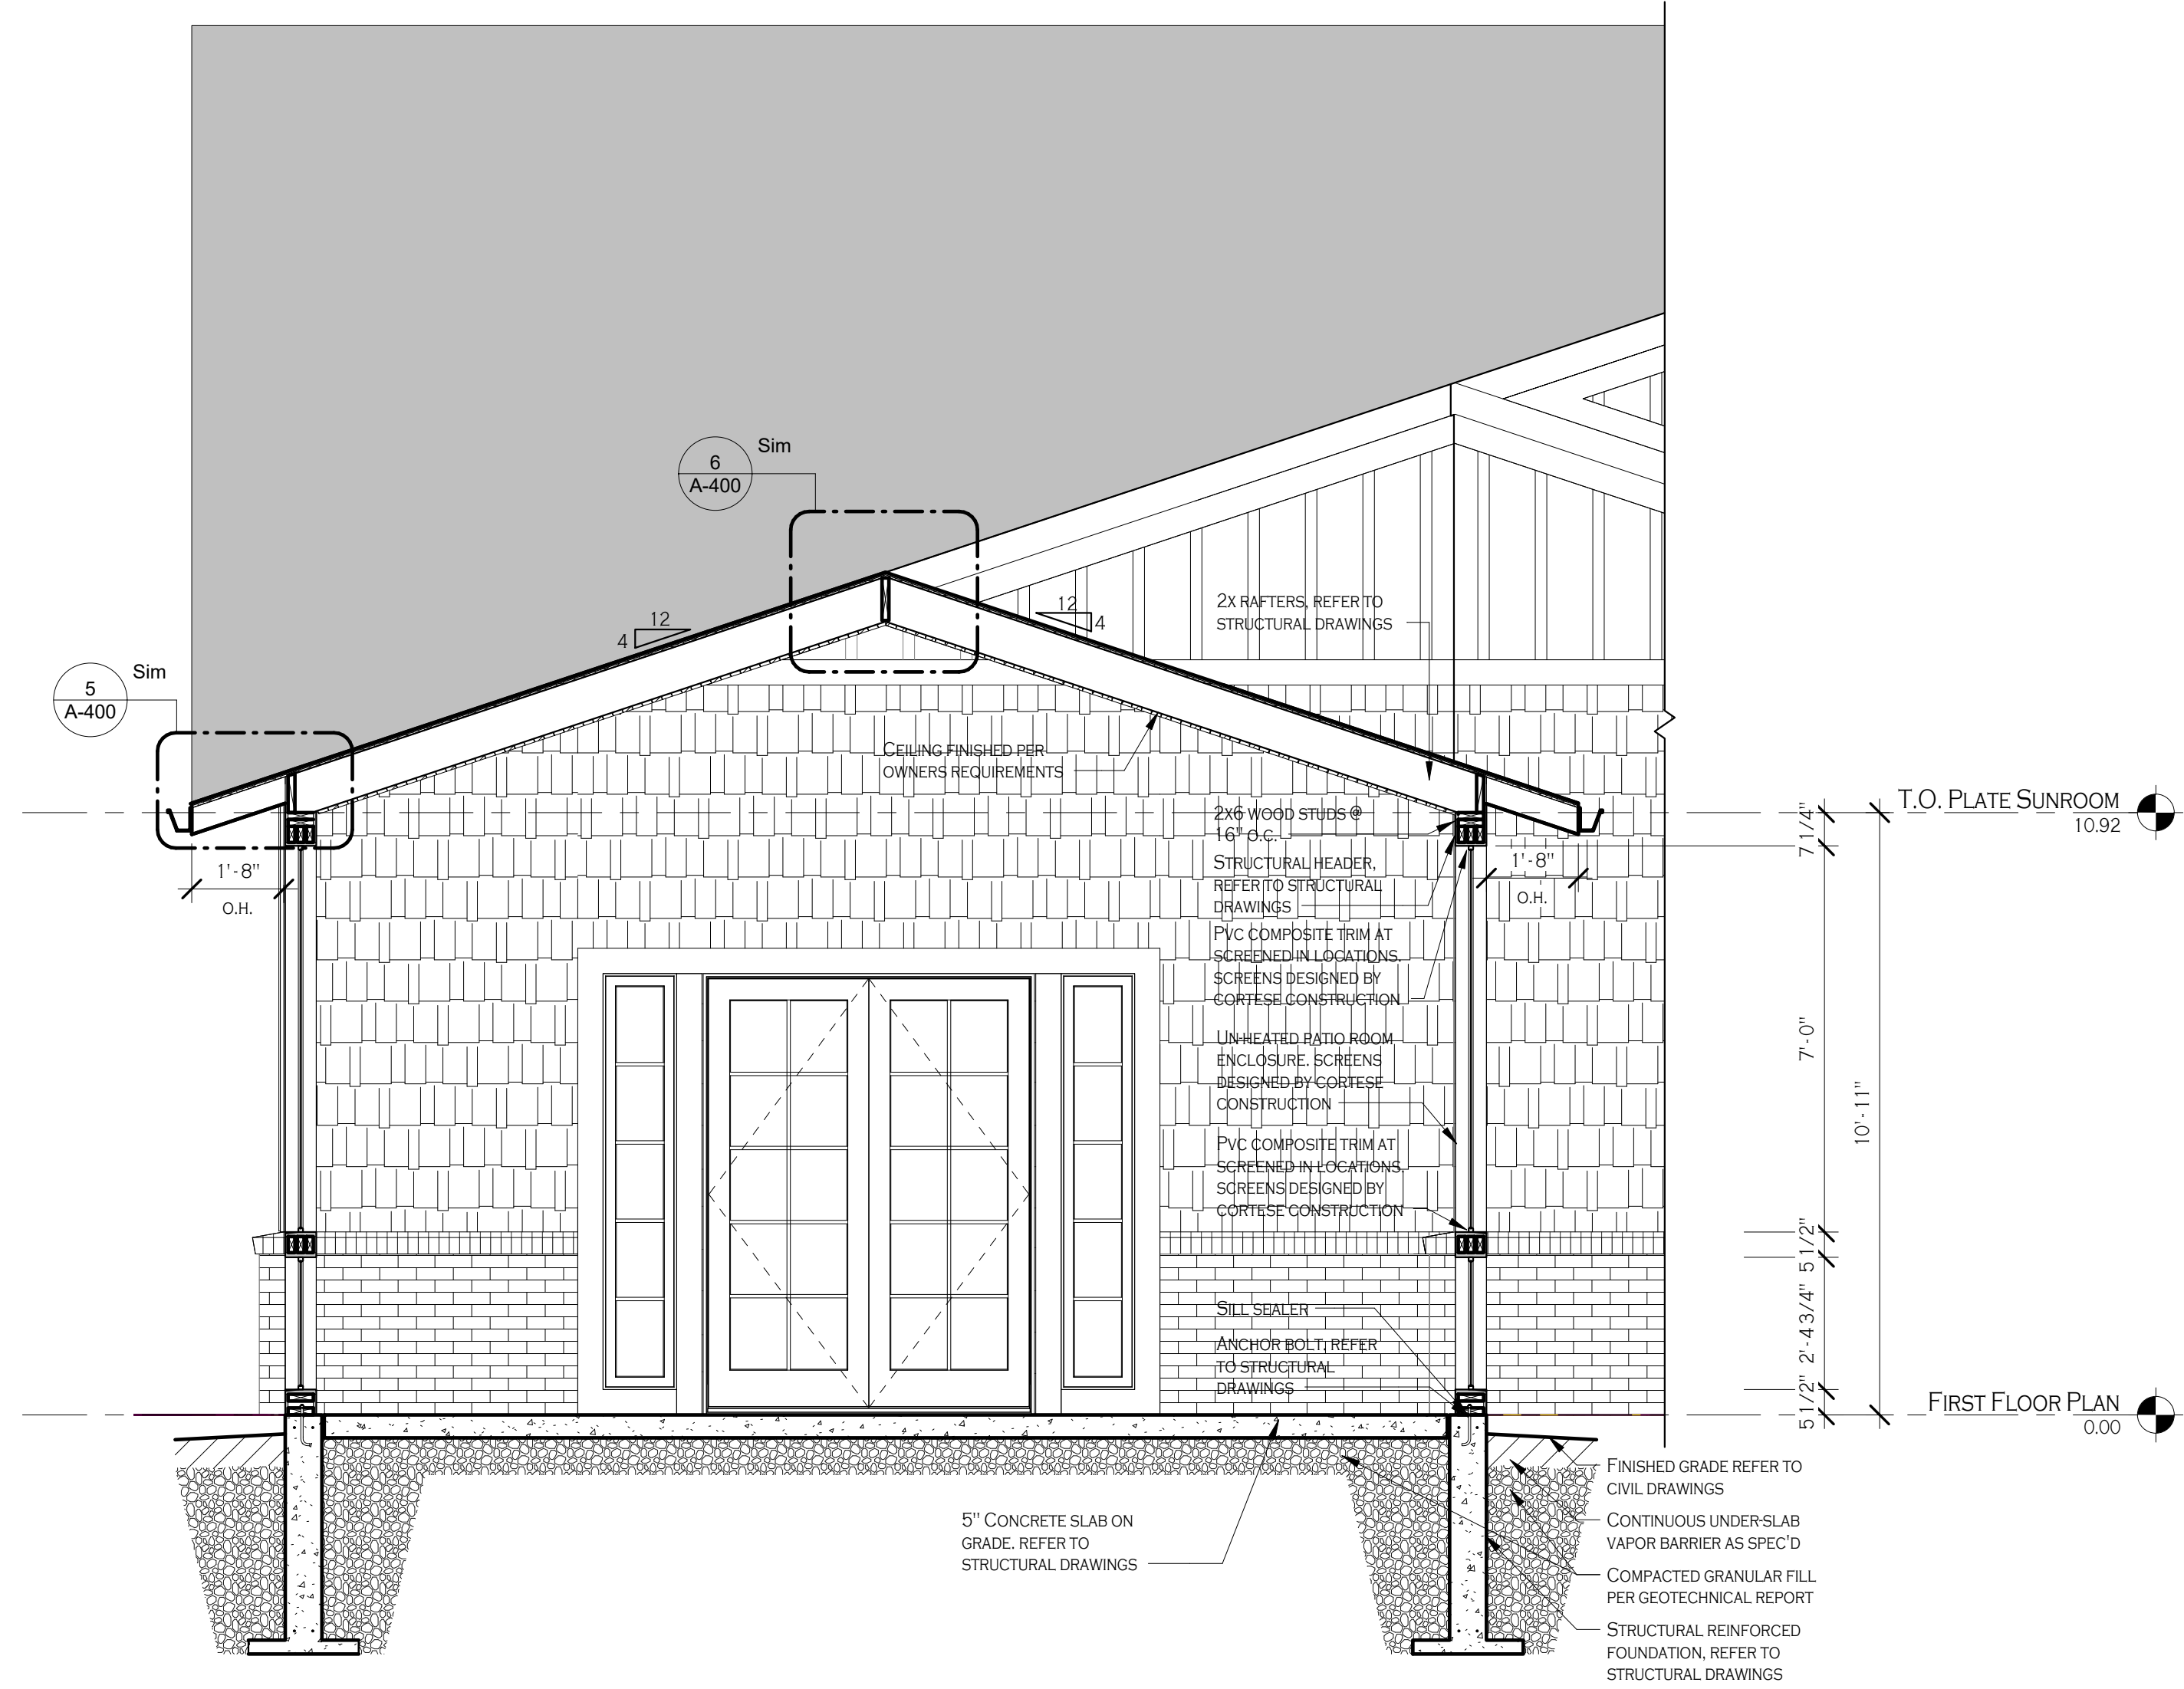 Sim
6
A-400
12
4
12
4
2X RAFTERS, REFER TO
STRUCTURAL DRAWINGS
Sim
5
A-400
CEILING FINISHED PER
OWNERS REQUIREMENTS
T.O. PLATE SUNROOM
10.92
2X6 WOOD STUDS @
16" O.C.
7 1/4"
STRUCTURAL HEADER,
REFER TO STRUCTURAL
DRAWINGS
1'-8"
O.H.
1'-8"
O.H.
PVC COMPOSITE TRIM AT
SCREENED IN LOCATIONS.
SCREENS DESIGNED BY
CORTESE CONSTRUCTION
UN-HEATED PATIO ROOM
ENCLOSURE. SCREENS
DESIGNED BY CORTESE
CONSTRUCTION
7'-0"
10'-11"
PVC COMPOSITE TRIM AT
SCREENED IN LOCATIONS.
SCREENS DESIGNED BY
CORTESE CONSTRUCTION
5 1/2"
2'-4 3/4"
5 1/2"
SILL SEALER
ANCHOR BOLT, REFER
TO STRUCTURAL
DRAWINGS
FIRST FLOOR PLAN
0.00
FINISHED GRADE REFER TO
CIVIL DRAWINGS
5" CONCRETE SLAB ON
GRADE. REFER TO
STRUCTURAL DRAWINGS
CONTINUOUS UNDER-SLAB
VAPOR BARRIER AS SPEC'D
COMPACTED GRANULAR FILL
PER GEOTECHNICAL REPORT
STRUCTURAL REINFORCED
FOUNDATION, REFER TO
STRUCTURAL DRAWINGS